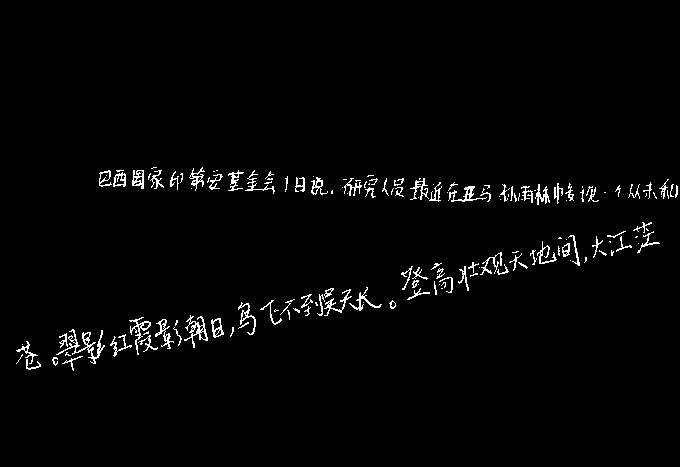 巴西国家印第安基金会1日说,研究人员最近在亚马孙雨林中发现一个从未和
苍。翠影红霞影朝日,鸟飞不到吴天长。登高壮观天地间,大江茫